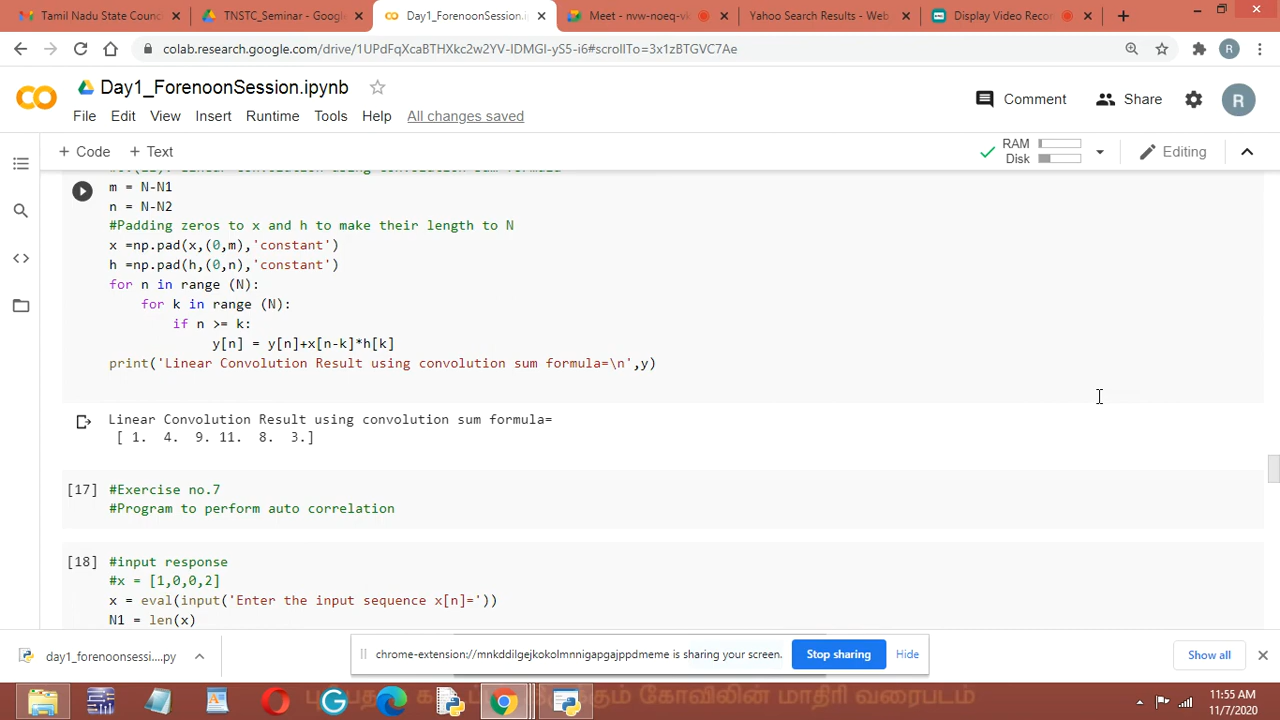 Tamil Nadu State Counc
TNSTC_Seminar - Google
Day1_ForenoonSession.i
Meet - nvw-noeq-vk
Yahoo Search Results - Web
Display Video Recor
colab.research.google.com/drive/1UPdFqXcaBTHXkc2w2YV-IDMGI-yS5-i6#scrollTo=3x1zBTGVC7Ae
R
Day1_ForenoonSession.ipynb
Comment
Share
R
File Edit View Insert Runtime Tools Help All changes saved
+ Code + Text
RAM
Disk
Editing
m = N-N1
n = N-N2
#Padding zeros to x and h to make their length to N
x =np.pad(x,(0,m),'constant')
h =np.pad(h,(0,n),'constant')
for n in range (N):
for k in range (N):
if n >= k:
y[n] = y[n]+x[n-k]*h[k]
print('Linear Convolution Result using convolution sum formula=\n',y)
Linear Convolution Result using convolution sum formula=
[ 1. 4. 9. 11. 8. 3.]
[17] #Exercise no.7
#Program to perform auto correlation
[18] #input response
#x = [1,0,0,2]
x = eval(input('Enter the input sequence x[n]='))
N1 = len(x)
day1_forenoonsessi....py
chrome-extension://mnkddilgejkokolmnnigapgajppdmeme is sharing your screen.
Stop sharing
Hide
Show all
11:55 AM
11/7/2020
கோவிலின் மாதிரி வரைபடம்